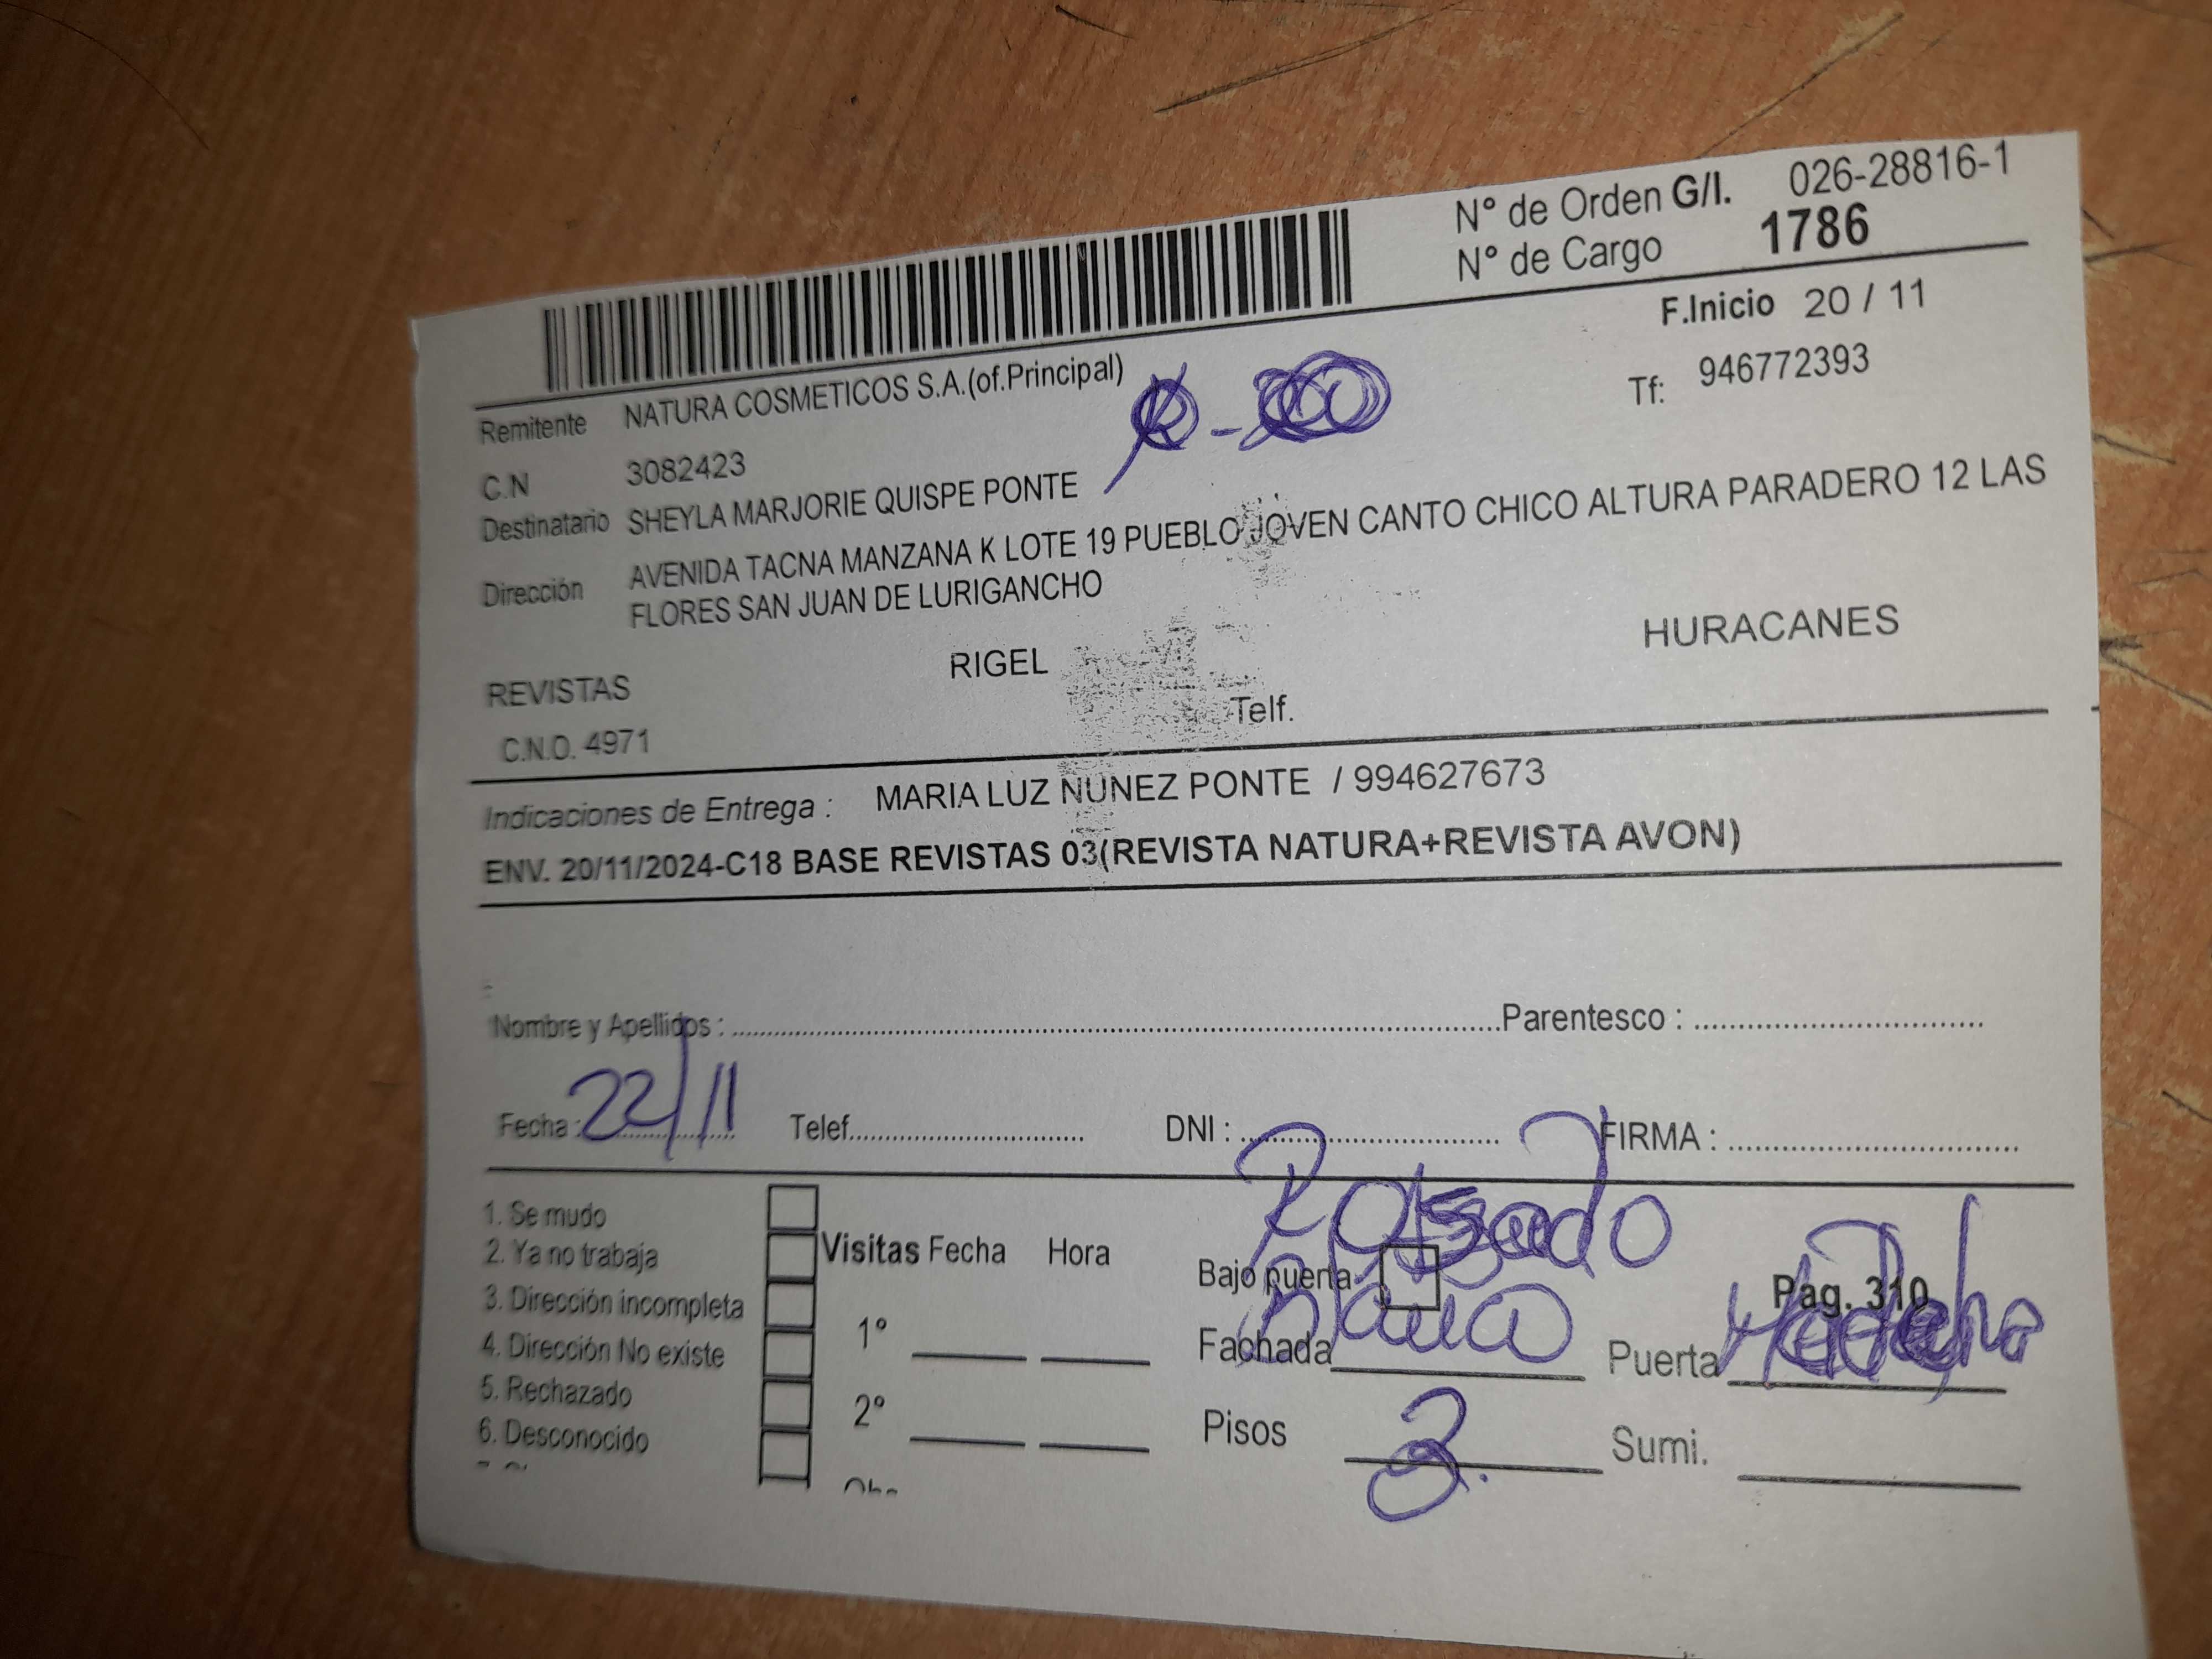 N° de Orden G/I. 026-28816-1
N° de Cargo 1786
F.Inicio 20 / 11
Remitente NATURA COSMETICOS S.A.(of.Principal)
Tf: 946772393
C.N 3082423
Destinatario SHEYLA MARJORIE QUISPE PONTE
Dirección AVENIDA TACNA MANZANA K LOTE 19 PUEBLO JOVEN CANTO CHICO ALTURA PARADERO 12 LAS
FLORES SAN JUAN DE LURIGANCHO
REVISTAS RIGEL HURACANES
C.N.O. 4971 Telf.
Indicaciones de Entrega : MARIA LUZ NUNEZ PONTE / 994627673
ENV. 20/11/2024-C18 BASE REVISTAS 03(REVISTA NATURA+REVISTA AVON)
Nombre y Apellidos : Parentesco :
Fecha : 22/11 Telef. DNI : FIRMA :
1. Se mudo
2. Ya no trabaja Visitas Fecha Hora Bajo puerta
3. Dirección incompleta Pag. 310
4. Dirección No existe 1° Fachada Puerta
5. Rechazado
6. Desconocido 2° Pisos 3. Sumi.